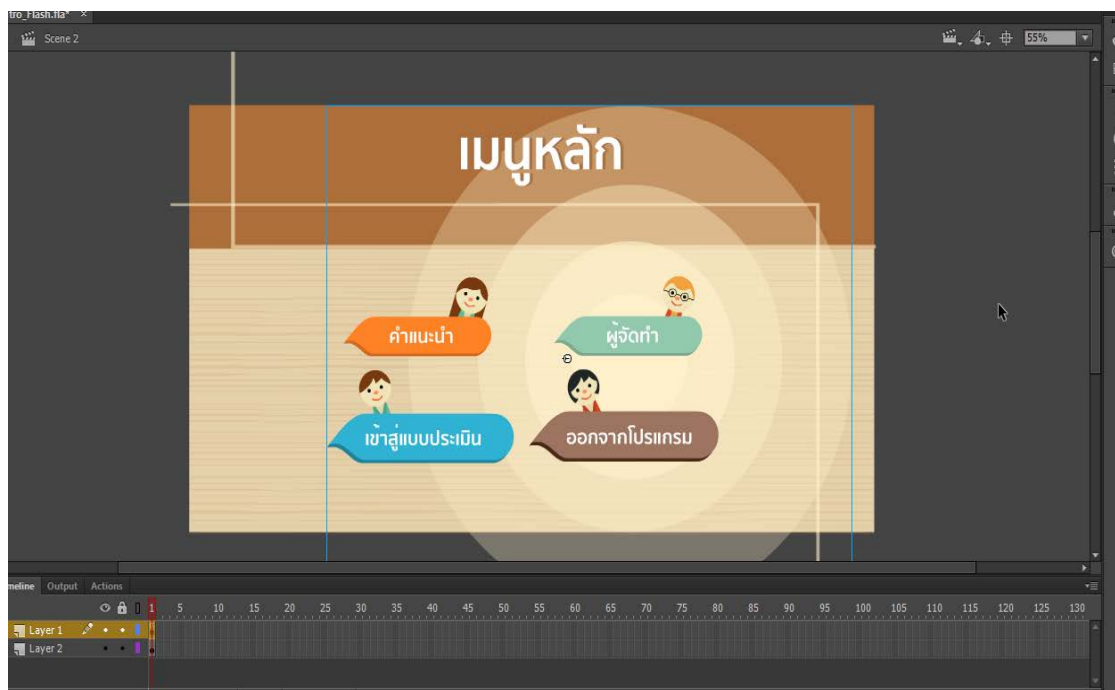 tro_Flash.fla* ×
Scene 2
55%
เมนูหลัก
คำแนะนำ
ผู้จัดทำ
เข้าสู่แบบประเมิน
ออกจากโปรแกรม
meline Output Actions
1 5 10 15 20 25 30 35 40 45 50 55 60 65 70 75 80 85 90 95 100 105 110 115 120 125 130
Layer 1
Layer 2